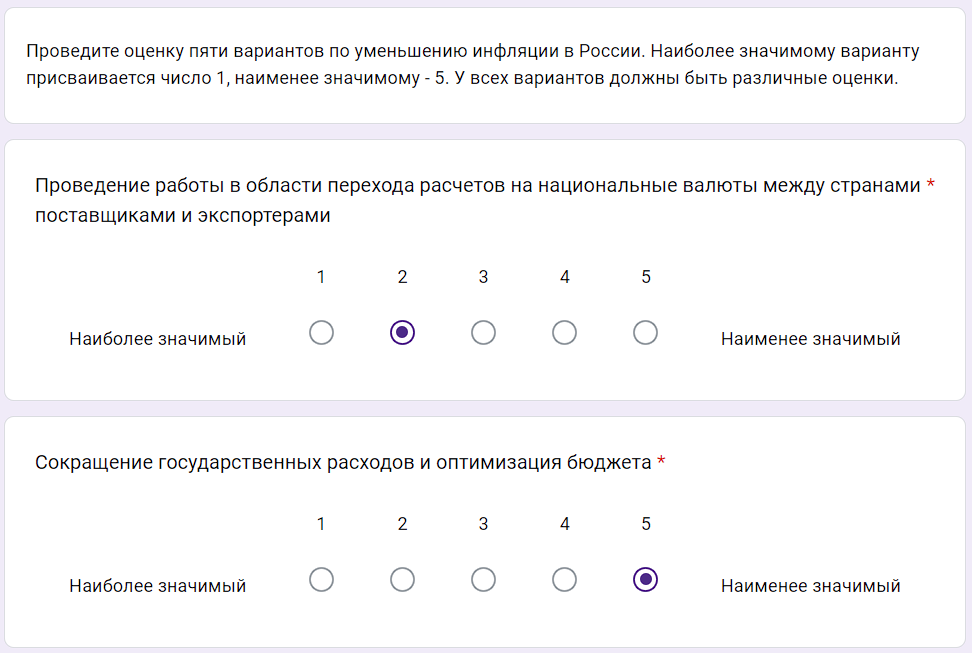 Проведите оценку пяти вариантов по уменьшению инфляции в России. Наиболее значимому варианту
присваивается число 1, наименее значимому - 5. У всех вариантов должны быть различные оценки.
Проведение работы в области перехода расчетов на национальные валюты между странами *
поставщиками и экспортерами
1 2 3 4 5
Наиболее значимый Наименее значимый
Сокращение государственных расходов и оптимизация бюджета *
1 2 3 4 5
Наиболее значимый Наименее значимый